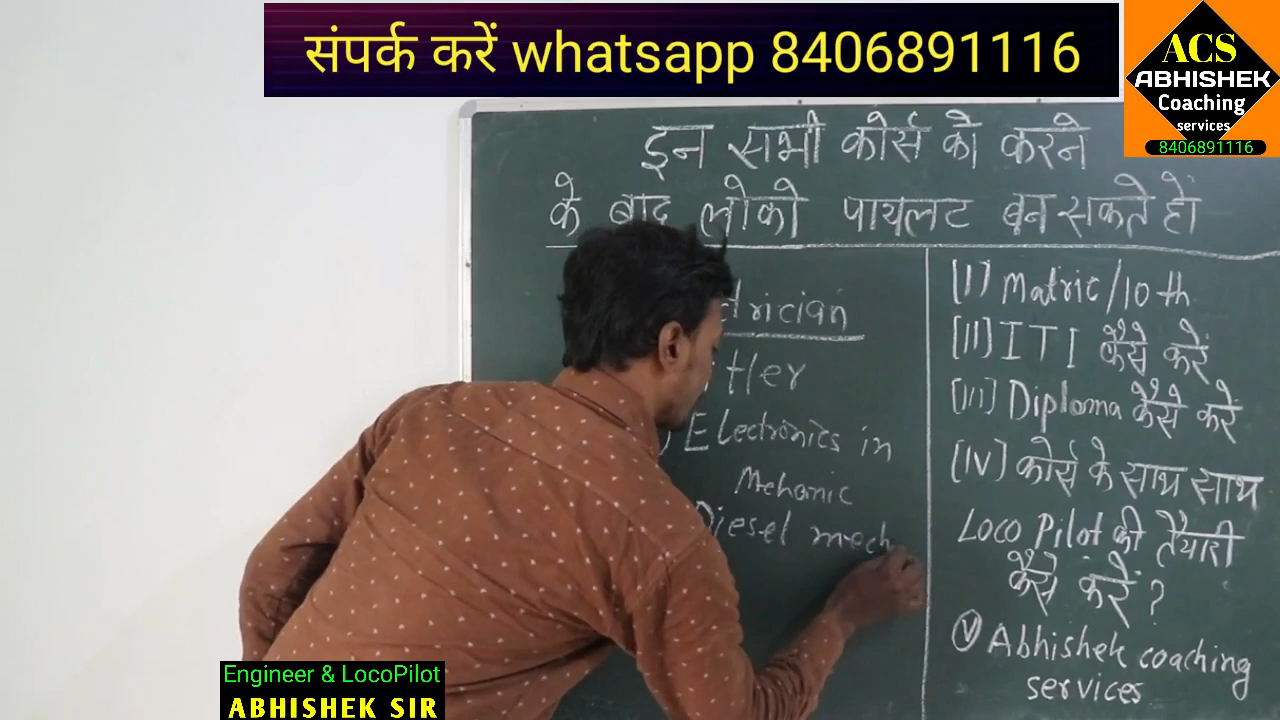 संपर्क करें whatsapp 8406891116
ACS
ABHISHEK
Coaching
services
8406891116
इन सभी कोर्स को करने
के बाद लोको पायलट बन सकते हो
trician
tter
Electronics in
Mehanic
Diesel mech
[I] Matric/10th
[II] ITI कैसे करें
[III] Diploma कैसे करें
[IV] कोर्स के साथ साथ
Loco Pilot की तैयारी
कैसे करें ?
(V) Abhishek coaching
services
Engineer & LocoPilot
ABHISHEK SIR